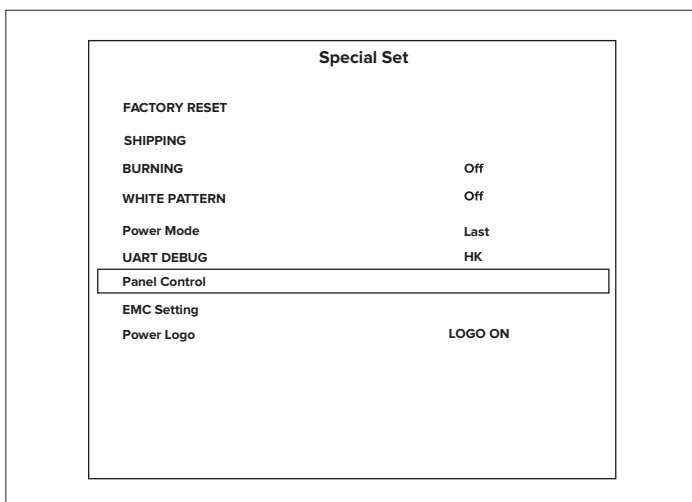 Special Set
FACTORY RESET
SHIPPING
BURNING Off
WHITE PATTERN Off
Power Mode Last
UART DEBUG HK
Panel Control
EMC Setting
Power Logo LOGO ON